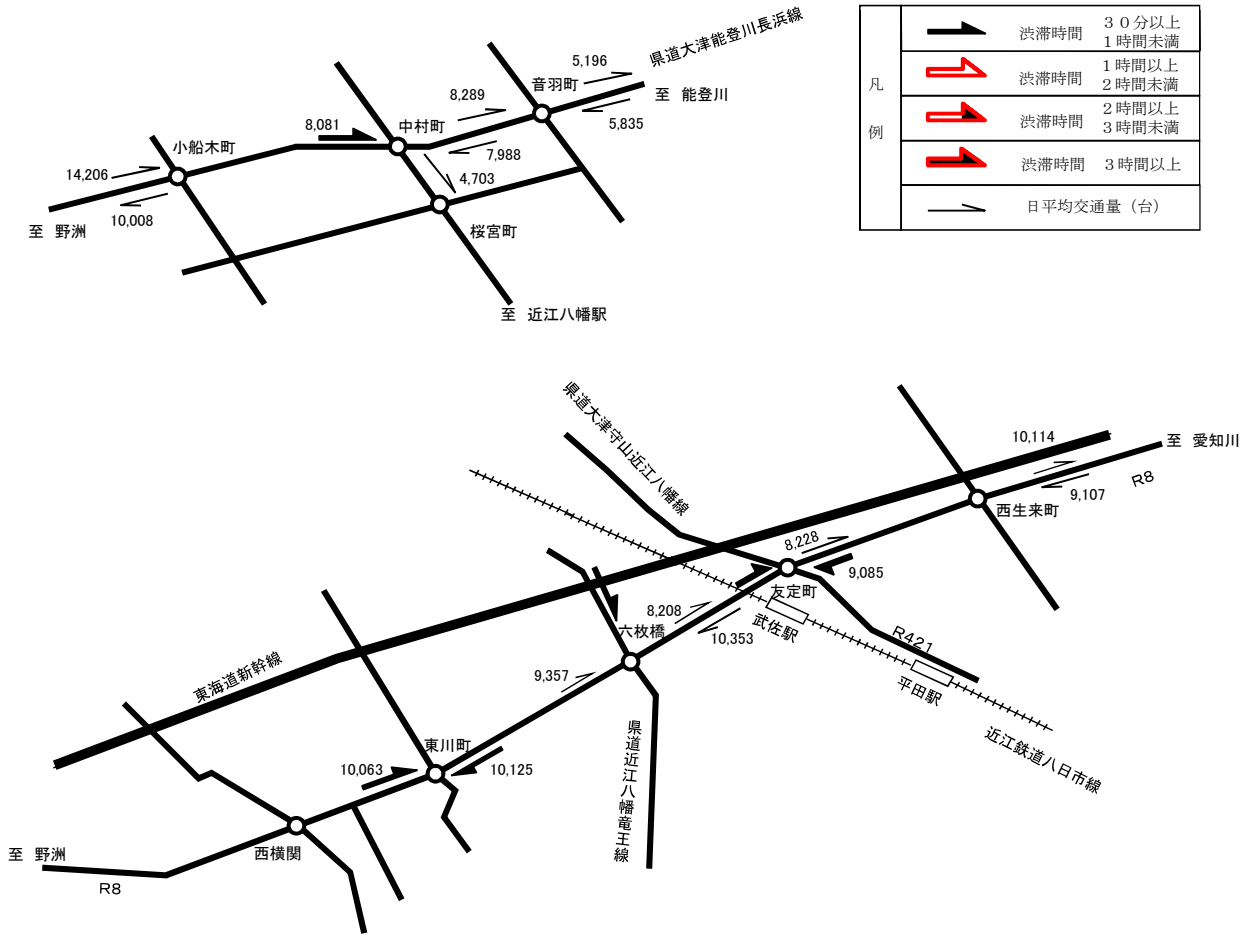 県道大津能登川長浜線
5,196
音羽町
至 能登川
5,835
8,289
中村町
8,081
7,988
4,703
小船木町
14,206
10,008
至 野洲
桜宮町
至 近江八幡駅
凡
例
渋滞時間 ３０分以上
１時間未満
渋滞時間 １時間以上
２時間未満
渋滞時間 ２時間以上
３時間未満
渋滞時間 ３時間以上
日平均交通量（台）
県道大津守山近江八幡線
10,114
至 愛知川
R8
9,107
西生来町
8,228
9,085
友定町
8,208
武佐駅
10,353
六枚橋
R421
平田駅
近江鉄道八日市線
9,357
東海道新幹線
県道近江八幡竜王線
東川町
10,063
10,125
西横関
至 野洲
R8